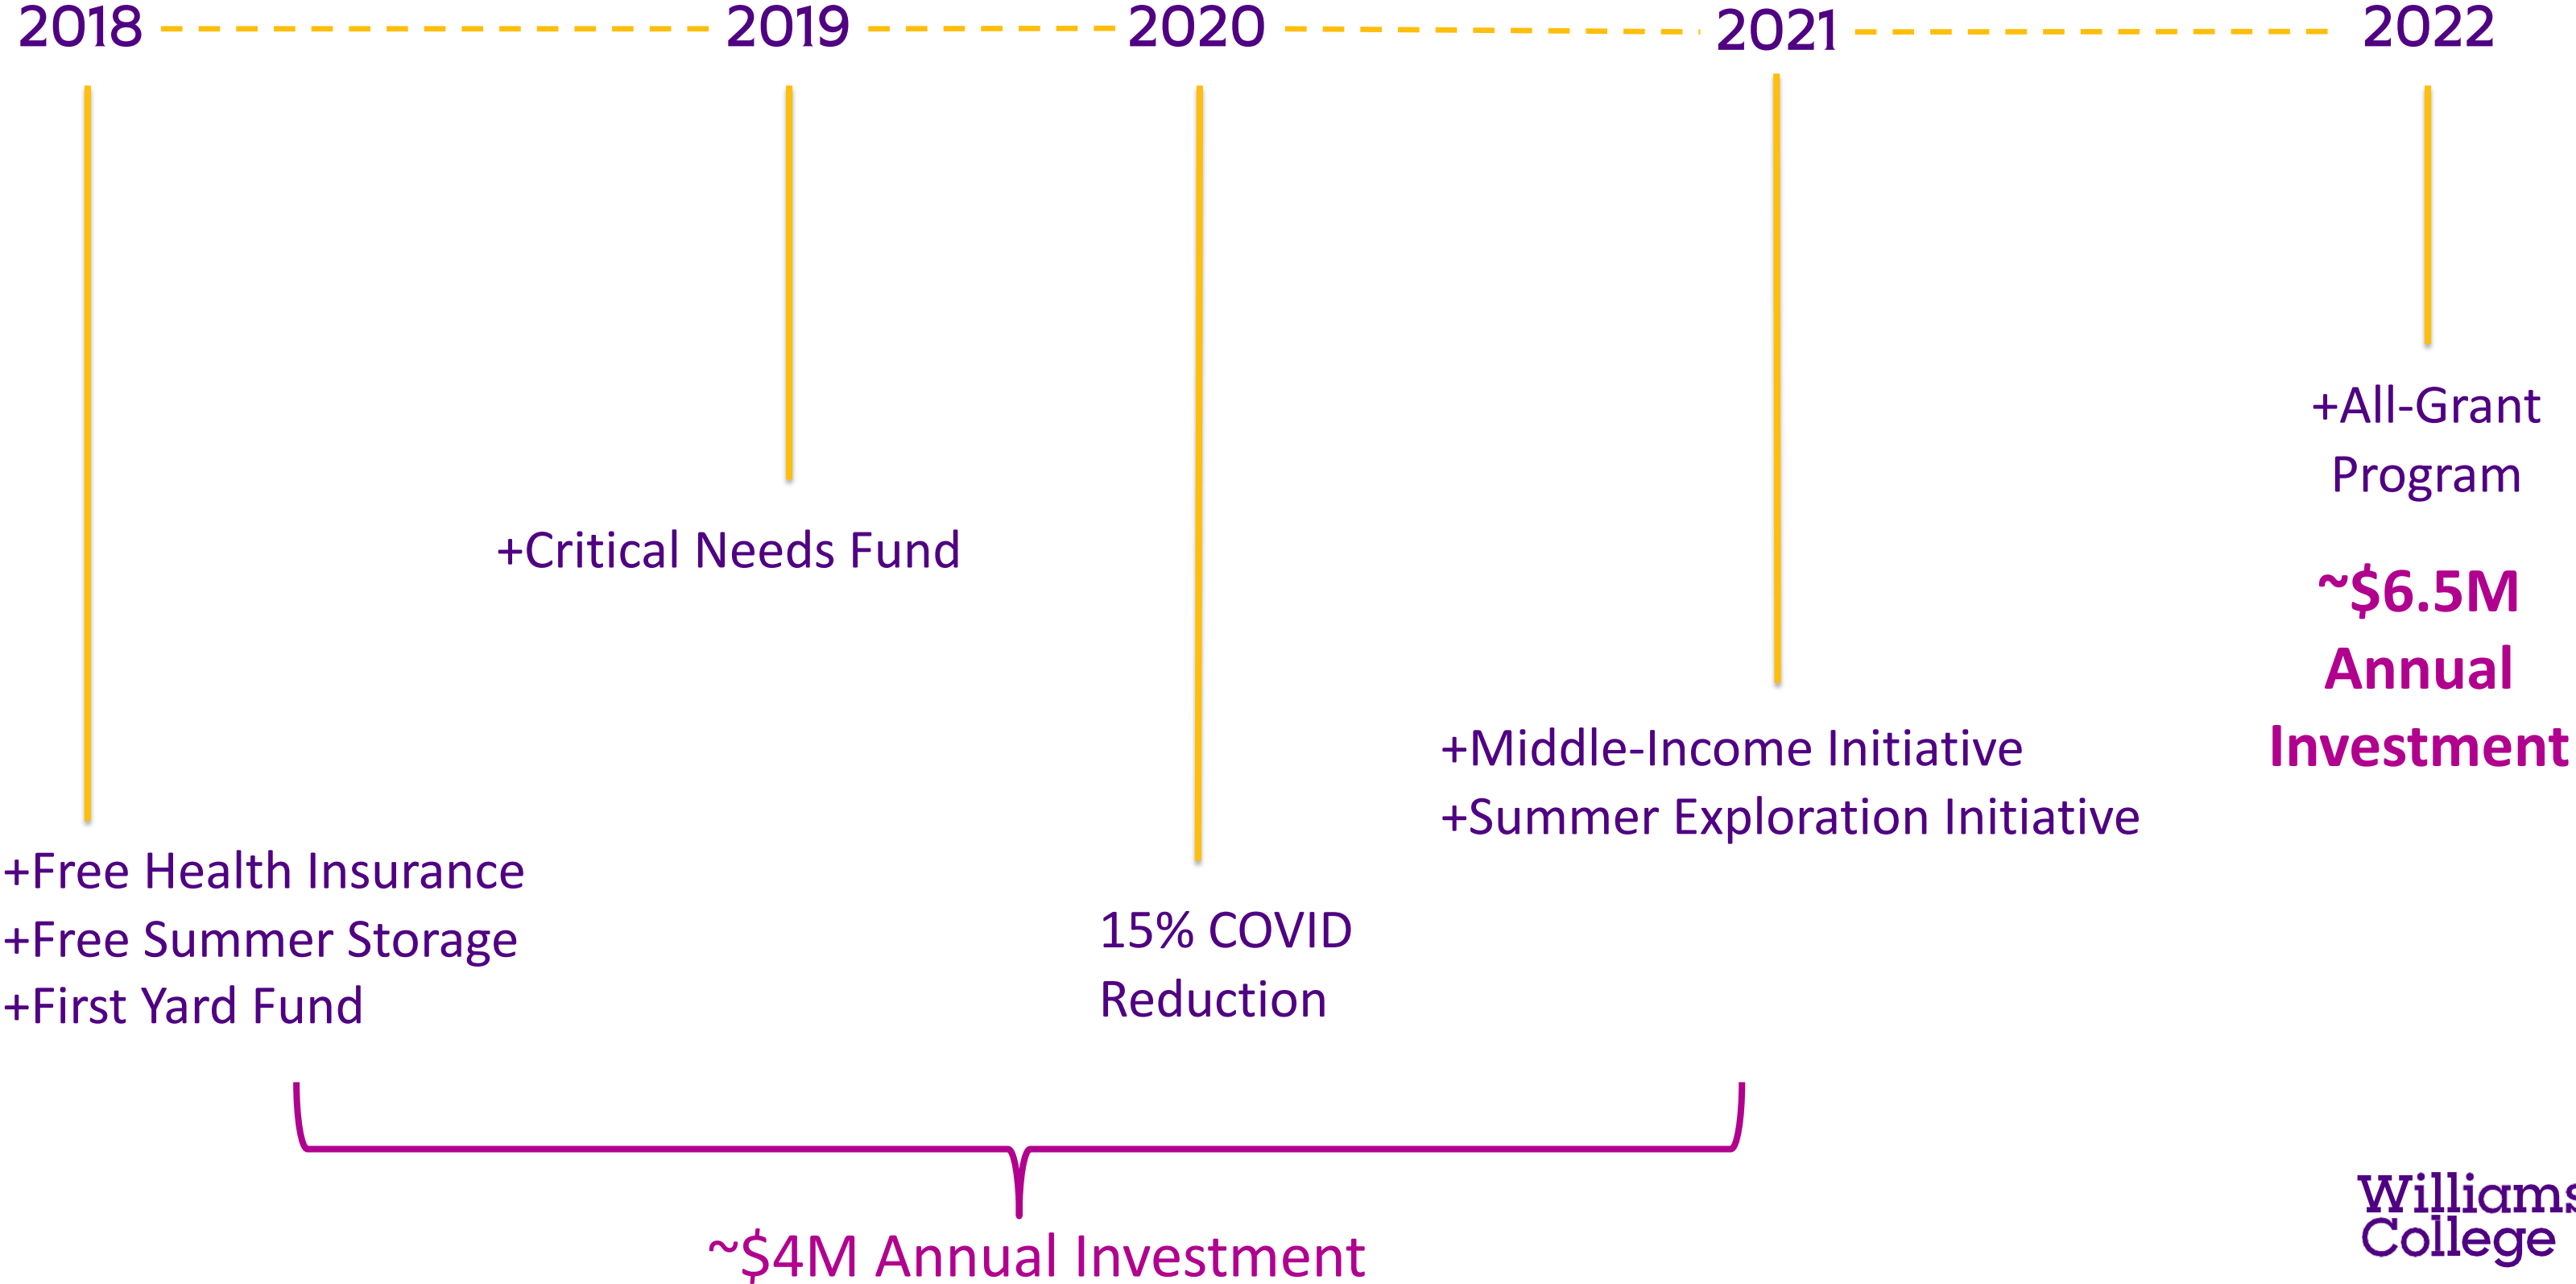 2018 2019 2020 2021 2022
+All-Grant
Program
~$6.5M
Annual
Investment
+Critical Needs Fund
+Middle-Income Initiative
+Summer Exploration Initiative
+Free Health Insurance
+Free Summer Storage
+First Yard Fund
15% COVID
Reduction
~$4M Annual Investment
Williams
College